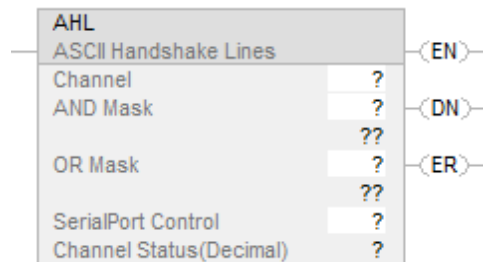 AHL
ASCII Handshake Lines (EN)
Channel ?
AND Mask ? (DN)
??
OR Mask ? (ER)
??
SerialPort Control ?
Channel Status(Decimal) ?